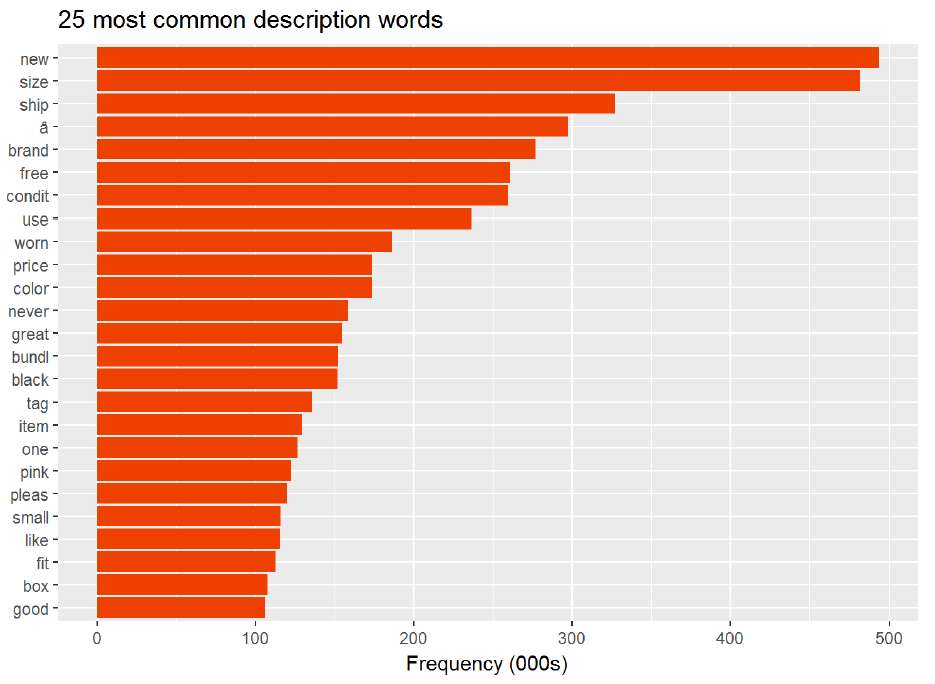 25 most common description words
new
size
ship
â
brand
free
condit
use
worn
price
color
never
great
bundl
black
tag
item
one
pink
pleas
small
like
fit
box
good
0 100 200 300 400 500
Frequency (000s)